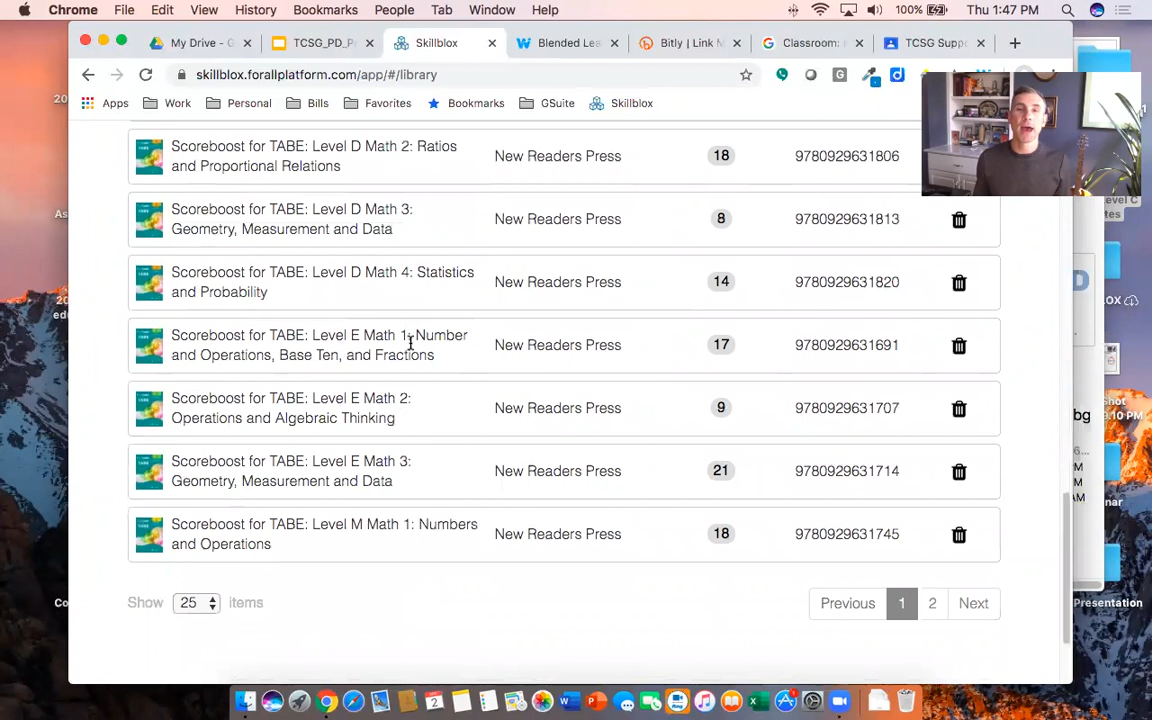 Chrome File Edit View History Bookmarks People Tab Window Help 100% Thu 1:47 PM
My Drive - G TCSG_PD_P Skillblox Blended Lea Bitly | Link M Classroom: TCSG Supp
skillblox.forallplatform.com/app/#/library
Apps Work Personal Bills Favorites Bookmarks GSuite Skillblox
Scoreboost for TABE: Level D Math 2: Ratios
and Proportional Relations
New Readers Press 18 9780929631806
Scoreboost for TABE: Level D Math 3:
Geometry, Measurement and Data
New Readers Press 8 9780929631813
Scoreboost for TABE: Level D Math 4: Statistics
and Probability
New Readers Press 14 9780929631820
Scoreboost for TABE: Level E Math 1: Number
and Operations, Base Ten, and Fractions
New Readers Press 17 9780929631691
Scoreboost for TABE: Level E Math 2:
Operations and Algebraic Thinking
New Readers Press 9 9780929631707
Scoreboost for TABE: Level E Math 3:
Geometry, Measurement and Data
New Readers Press 21 9780929631714
Scoreboost for TABE: Level M Math 1: Numbers
and Operations
New Readers Press 18 9780929631745
Show 25 items Previous 1 2 Next
Presentation